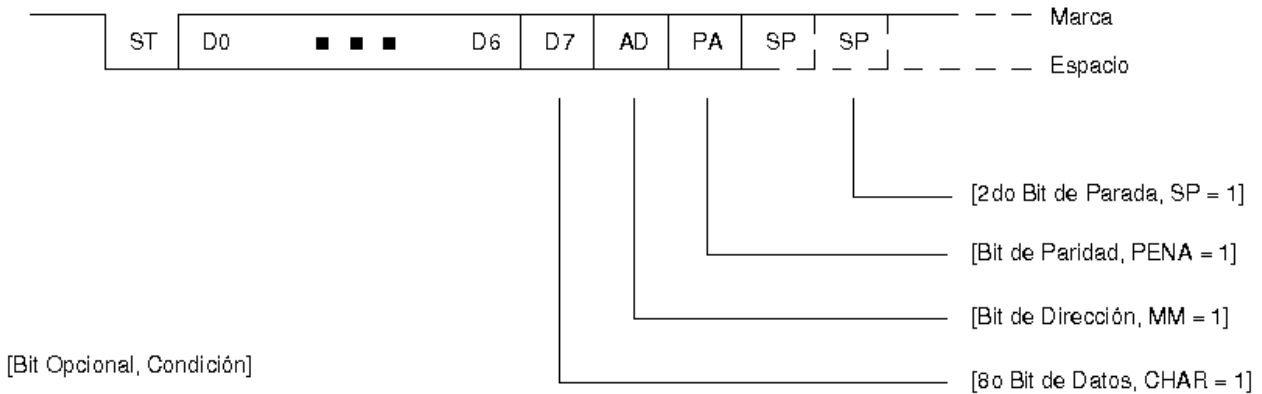 Marca
ST D0 D6 D7 AD PA SP SP
Espacio
[2do Bit de Parada, SP = 1]
[Bit de Paridad, PENA = 1]
[Bit de Dirección, MM = 1]
[Bit Opcional, Condición]
[8o Bit de Datos, CHAR = 1]